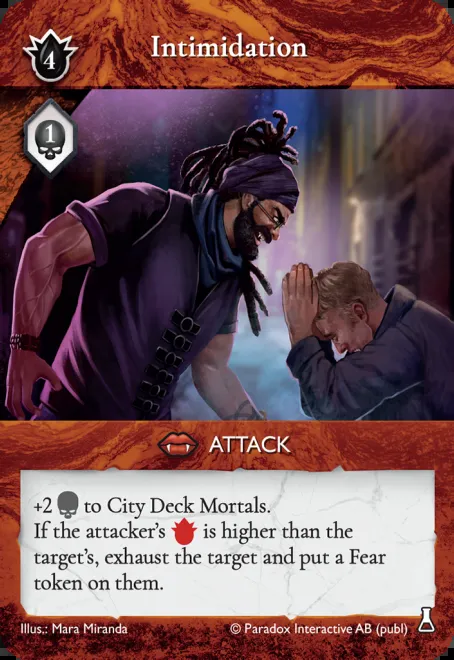 Intimidation
4
1
ATTACK
+2 to City Deck Mortals.
If the attacker's is higher than the
target's, exhaust the target and put a Fear
token on them.
Illus.: Mara Miranda
© Paradox Interactive AB (publ)